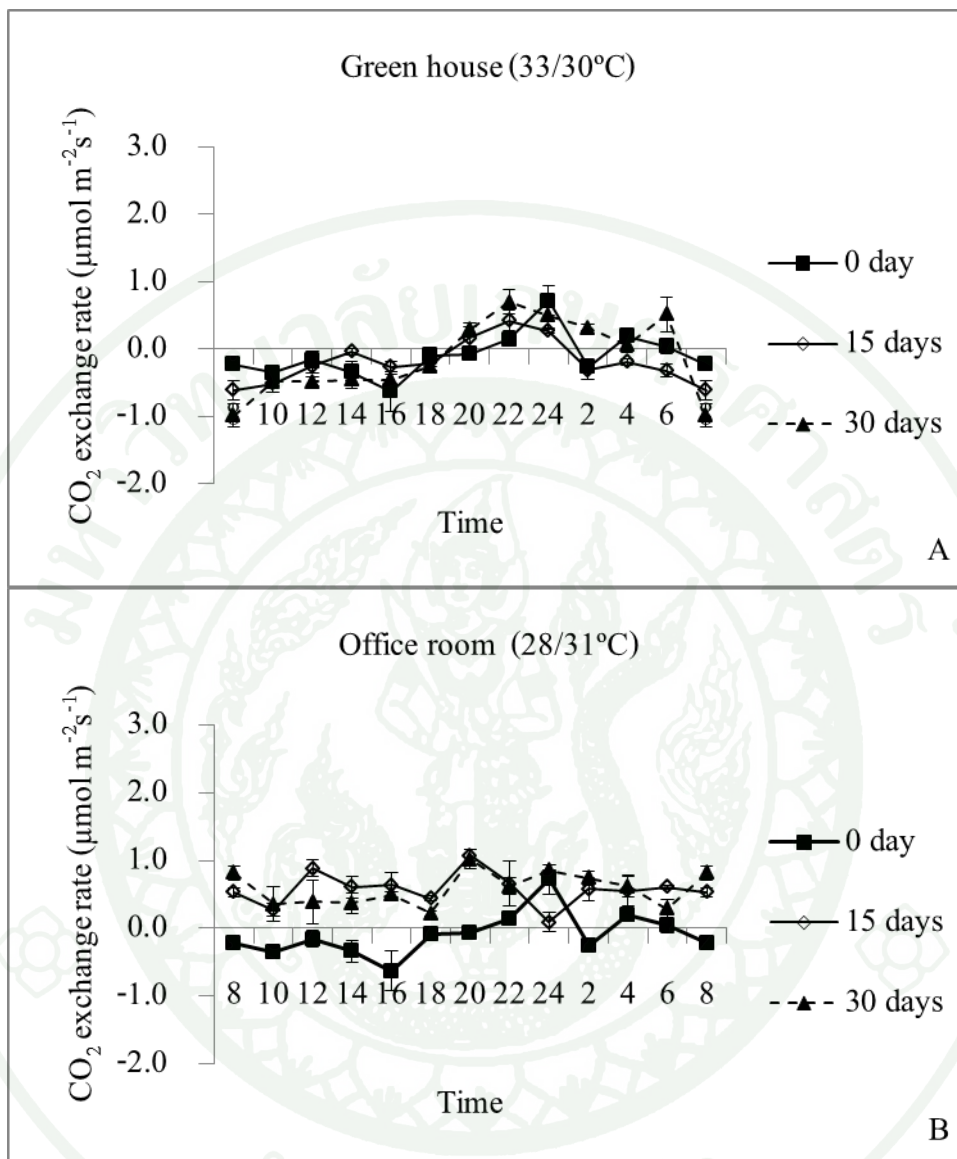 Green house (33/30ºC)
CO₂ exchange rate (µmol m⁻²s⁻¹)
3.0
2.0
1.0
0.0
-1.0
-2.0
10 12 14 16 18 20 22 24 2 4 6
Time
0 day
15 days
30 days
A
Office room (28/31ºC)
CO₂ exchange rate (µmol m⁻²s⁻¹)
3.0
2.0
1.0
0.0
-1.0
-2.0
8 10 12 14 16 18 20 22 24 2 4 6 8
Time
0 day
15 days
30 days
B